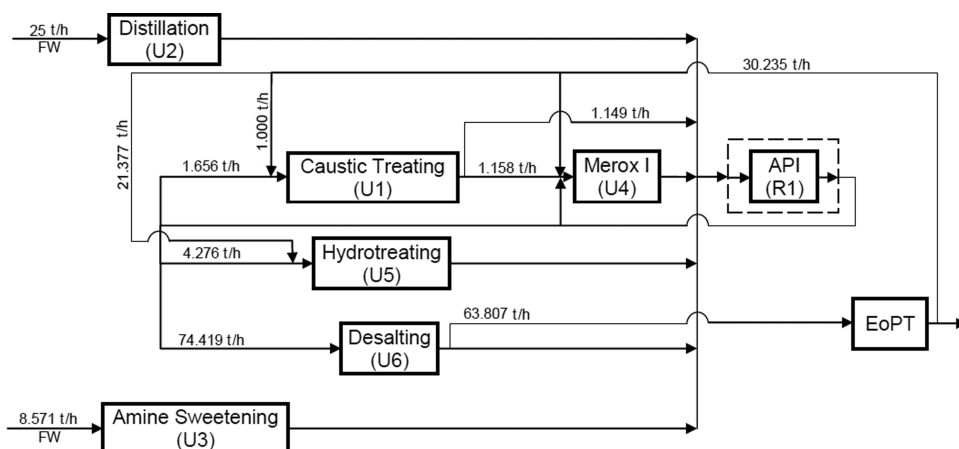 25 t/h
FW
Distillation
(U2)
30.235 t/h
21.377 t/h
1.000 t/h
1.149 t/h
1.656 t/h
Caustic Treating
(U1)
1.158 t/h
Merox I
(U4)
API
(R1)
4.276 t/h
Hydrotreating
(U5)
63.807 t/h
EoPT
74.419 t/h
Desalting
(U6)
8.571 t/h
FW
Amine Sweetening
(U3)